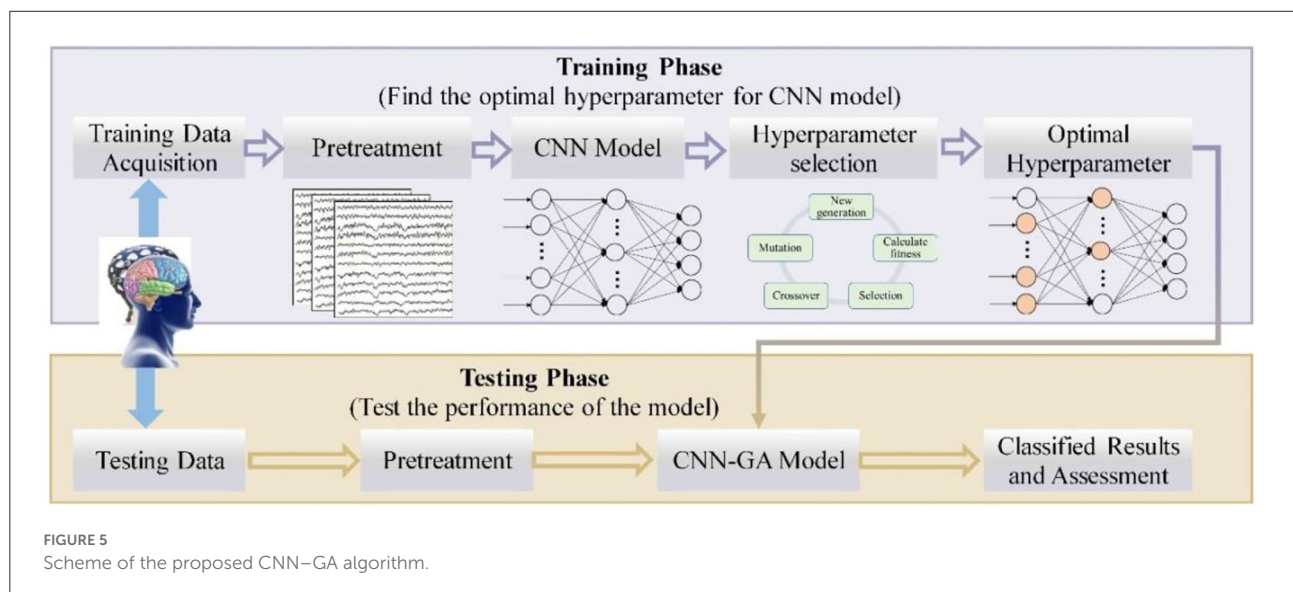 Training Phase
(Find the optimal hyperparameter for CNN model)
Training Data
Acquisition
Pretreatment
CNN Model
Hyperparameter
selection
Optimal
Hyperparameter
New
generation
Calculate
fitness
Selection
Crossover
Mutation
Testing Phase
(Test the performance of the model)
Testing Data
Pretreatment
CNN-GA Model
Classified Results
and Assessment
FIGURE 5
Scheme of the proposed CNN–GA algorithm.